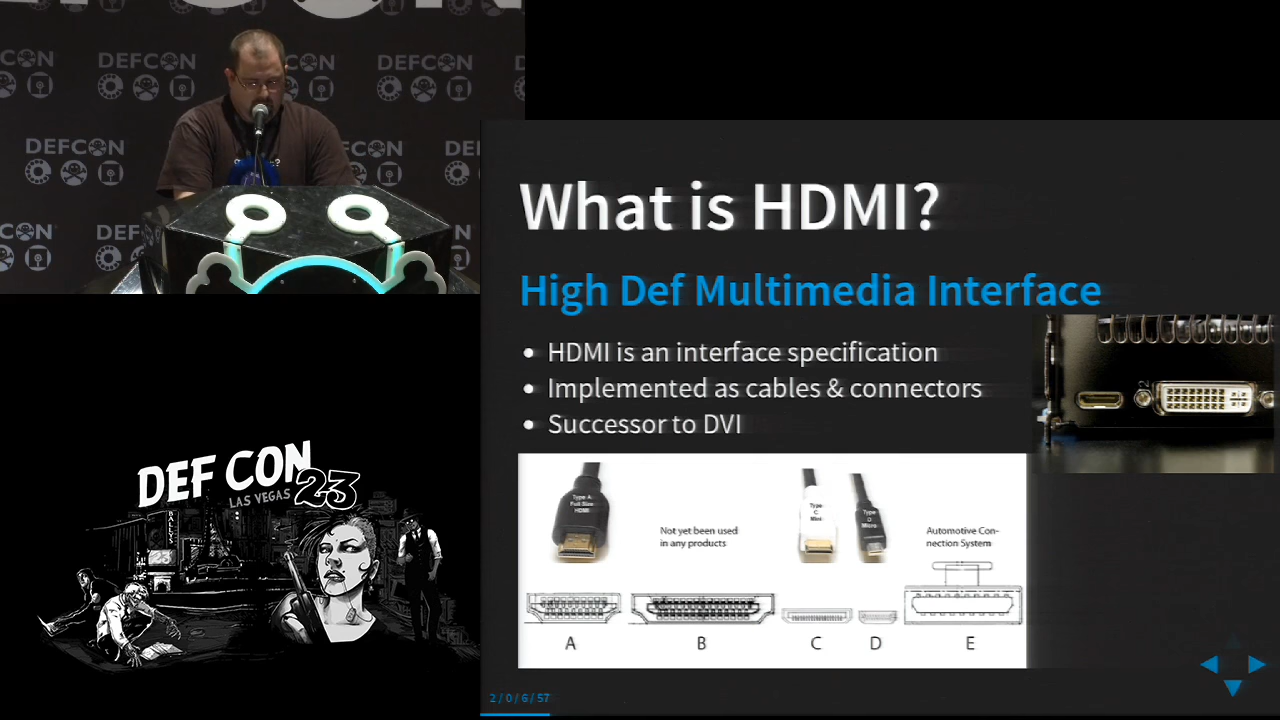 DEFCON
DEFCON
DEFCON
DEFCON
What is HDMI?
High Def Multimedia Interface
HDMI is an interface specification
Implemented as cables & connectors
Successor to DVI
2
Type A:
Full Size
HDMI
Not yet been used
in any products
Type
C
Mini
Type
D
Micro
Automotive Con-
nection System
A
B
C
D
E
2 / 0 / 6 / 57
DEF CON 23
LAS VEGAS
BALLYS